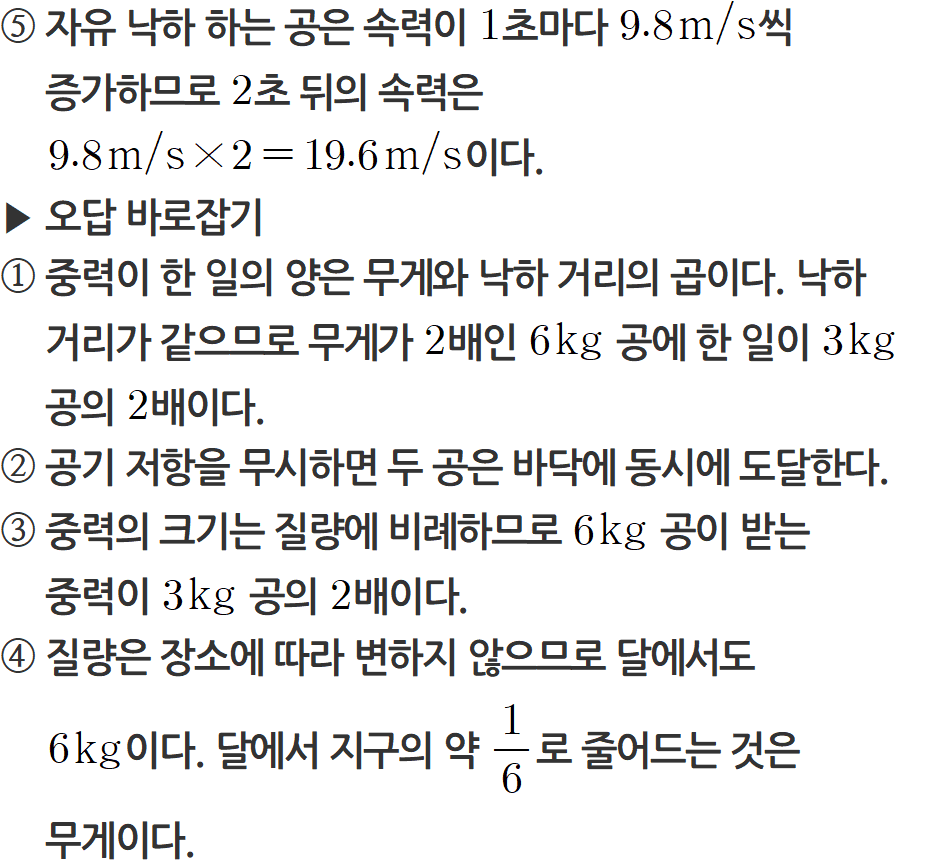 ⑤ 자유 낙하 하는 공은 속력이 1초마다 9.8 m/s씩
증가하므로 2초 뒤의 속력은
9.8 m/s × 2 = 19.6 m/s이다.
▶ 오답 바로잡기
① 중력이 한 일의 양은 무게와 낙하 거리의 곱이다. 낙하
거리가 같으므로 무게가 2배인 6 kg 공에 한 일이 3 kg
공의 2배이다.
② 공기 저항을 무시하면 두 공은 바닥에 동시에 도달한다.
③ 중력의 크기는 질량에 비례하므로 6 kg 공이 받는
중력이 3 kg 공의 2배이다.
④ 질량은 장소에 따라 변하지 않으므로 달에서도
6 kg이다. 달에서 지구의 약 1/6로 줄어드는 것은
무게이다.